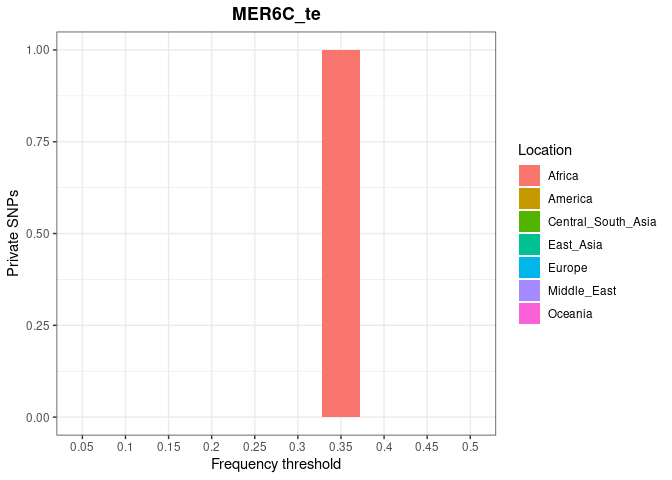 MER6C_te
Private SNPs
1.00
0.75
0.50
0.25
0.00
0.05 0.1 0.15 0.2 0.25 0.3 0.35 0.4 0.45 0.5
Frequency threshold
Location
Africa
America
Central_South_Asia
East_Asia
Europe
Middle_East
Oceania